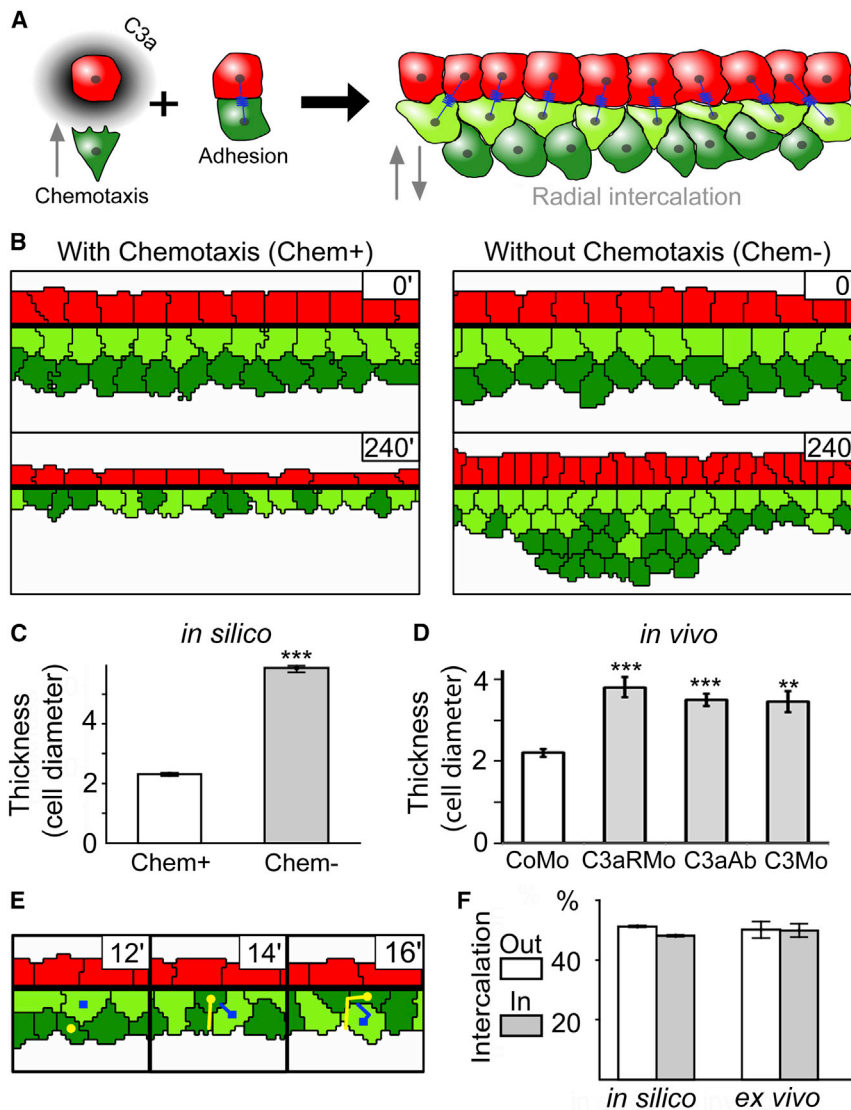 A
C3a
+
Chemotaxis
Adhesion
Radial intercalation
B
With Chemotaxis (Chem+)
Without Chemotaxis (Chem-)
0'
0
240'
240
C
in silico
Thickness
(cell diameter)
4
2
0
***
Chem+
Chem-
D
in vivo
Thickness
(cell diameter)
4
2
0
***
***
**
CoMo
C3aRMo
C3aAb
C3Mo
E
12'
14'
16'
F
%
Intercalation
Out
In
40
20
in silico
ex vivo